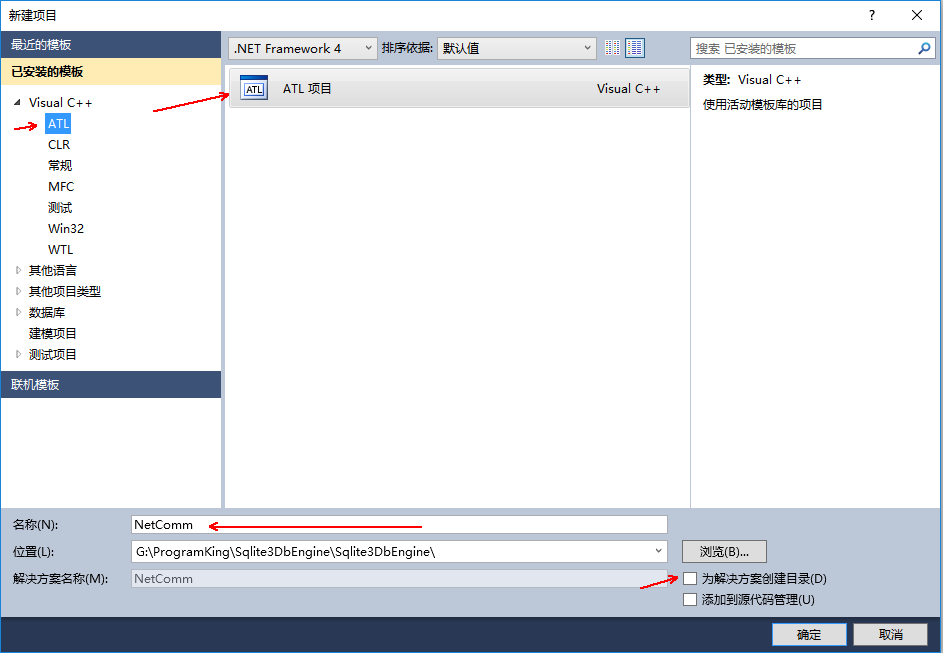 新建项目
?
最近的模板
已安装的模板
Visual C++
ATL
CLR
常规
MFC
测试
Win32
WTL
其他语言
其他项目类型
数据库
建模项目
测试项目
联机模板
.NET Framework 4
排序依据:
默认值
ATL
ATL 项目
Visual C++
搜索 已安装的模板
类型: Visual C++
使用活动模板库的项目
名称(N):
NetComm
位置(L):
G:\ProgramKing\Sqlite3DbEngine\Sqlite3DbEngine\
浏览(B)...
解决方案名称(M):
NetComm
为解决方案创建目录(D)
添加到源代码管理(U)
确定
取消